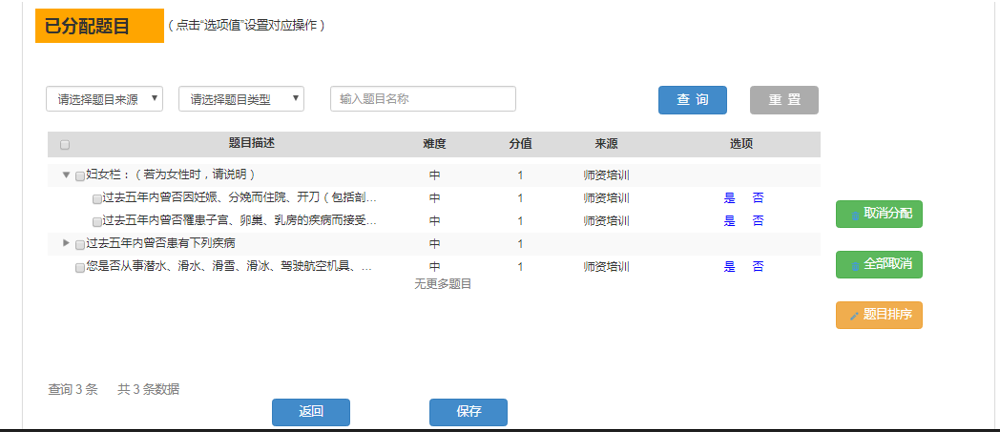 已分配题目 （点击“选项值”设置对应操作）
请选择题目来源 请选择题目类型 输入题目名称 查 询 重 置
题目描述 难度 分值 来源 选项
妇女栏：（若为女性时，请说明） 中 1 师资培训
过去五年内曾否因妊娠、分娩而住院、开刀（包括剖… 中 1 师资培训 是 否
过去五年内曾否罹患子宫、卵巢、乳房的疾病而接受… 中 1 师资培训 是 否
取消分配
过去五年内曾否患有下列疾病 中 1
您是否从事潜水、滑水、滑雪、滑冰、驾驶航空机具、… 中 1 师资培训 是 否
全部取消
无更多题目
题目排序
查询 3 条 共 3 条数据
返回 保存